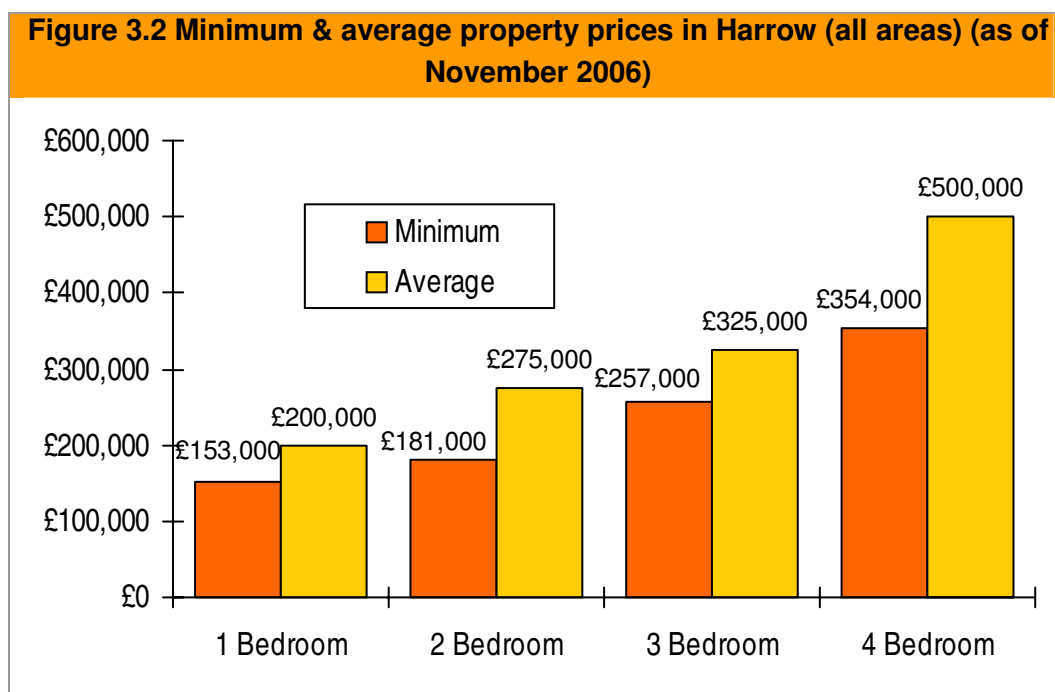 Figure 3.2 Minimum & average property prices in Harrow (all areas) (as of
November 2006)
£600,000
£500,000
£400,000
£300,000
£200,000
£100,000
£0
Minimum
Average
£153,000
£200,000
£181,000
£275,000
£257,000
£325,000
£354,000
£500,000
1 Bedroom
2 Bedroom
3 Bedroom
4 Bedroom